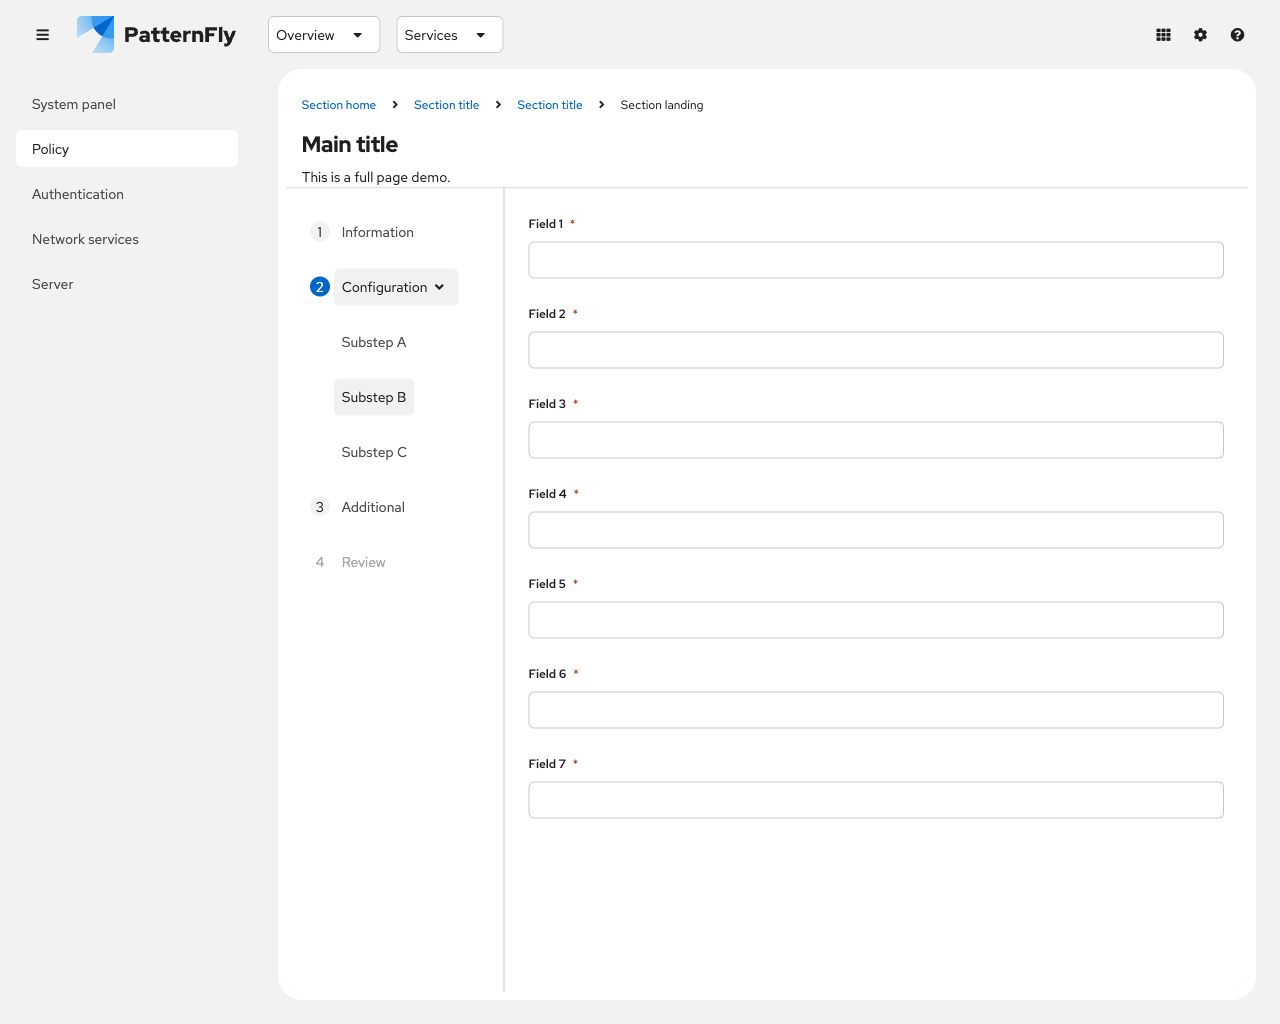 PatternFly
Overview
Services
System panel
Policy
Authentication
Network services
Server
Section home
Section title
Section title
Section landing
Main title
This is a full page demo.
1 Information
2 Configuration
Substep A
Substep B
Substep C
3 Additional
4 Review
Field 1 *
Field 2 *
Field 3 *
Field 4 *
Field 5 *
Field 6 *
Field 7 *